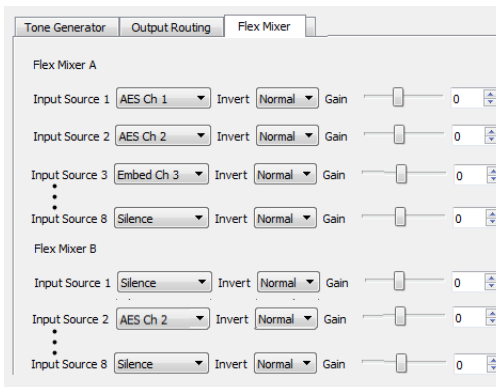 Tone Generator Output Routing Flex Mixer
Flex Mixer A
Input Source 1 AES Ch 1 Invert Normal Gain 0
Input Source 2 AES Ch 2 Invert Normal Gain 0
Input Source 3 Embed Ch 3 Invert Normal Gain 0
Input Source 8 Silence Invert Normal Gain 0
Flex Mixer B
Input Source 1 Silence Invert Normal Gain 0
Input Source 2 AES Ch 2 Invert Normal Gain 0
Input Source 8 Silence Invert Normal Gain 0